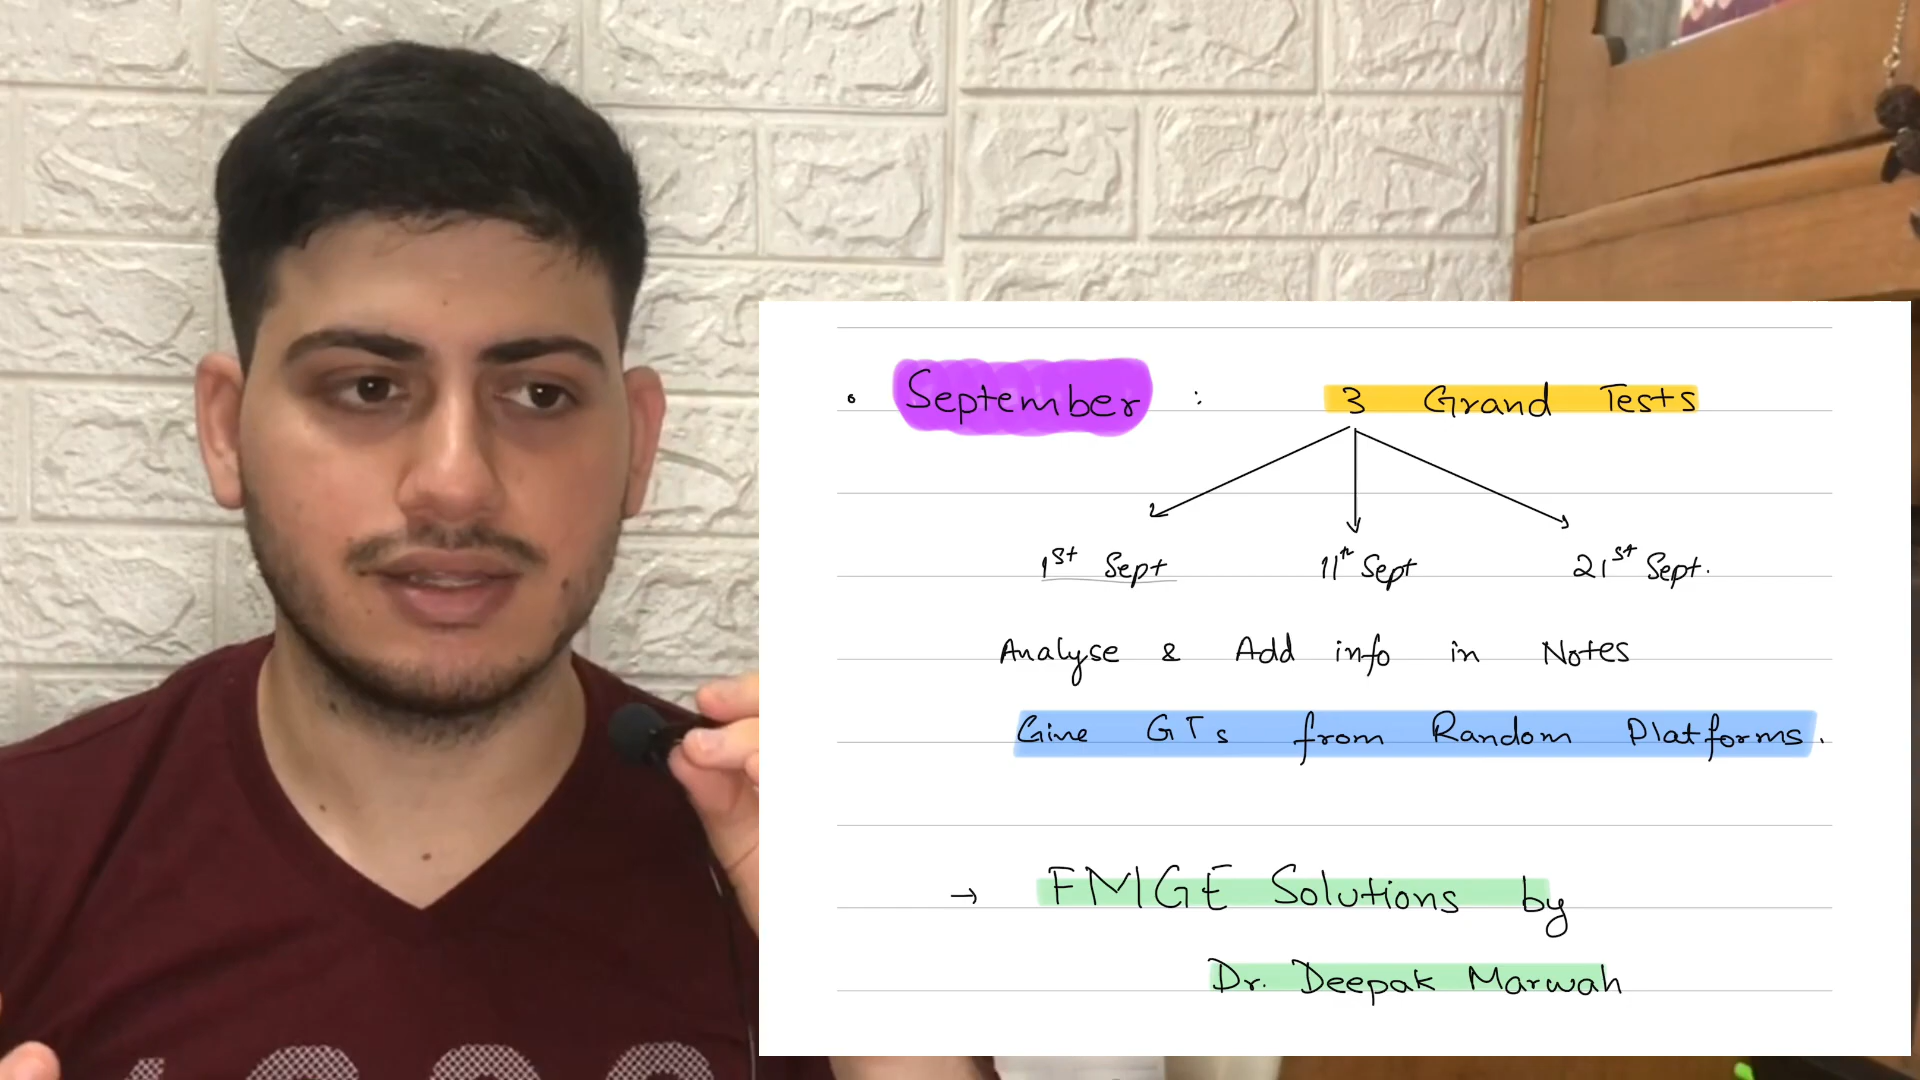 September : 3 Grand Tests
1st Sept 11th Sept 21st Sept.
Analyse & Add info in Notes
Give GTs from Random Platforms.
→ FMGE Solutions by
Dr. Deepak Marwah